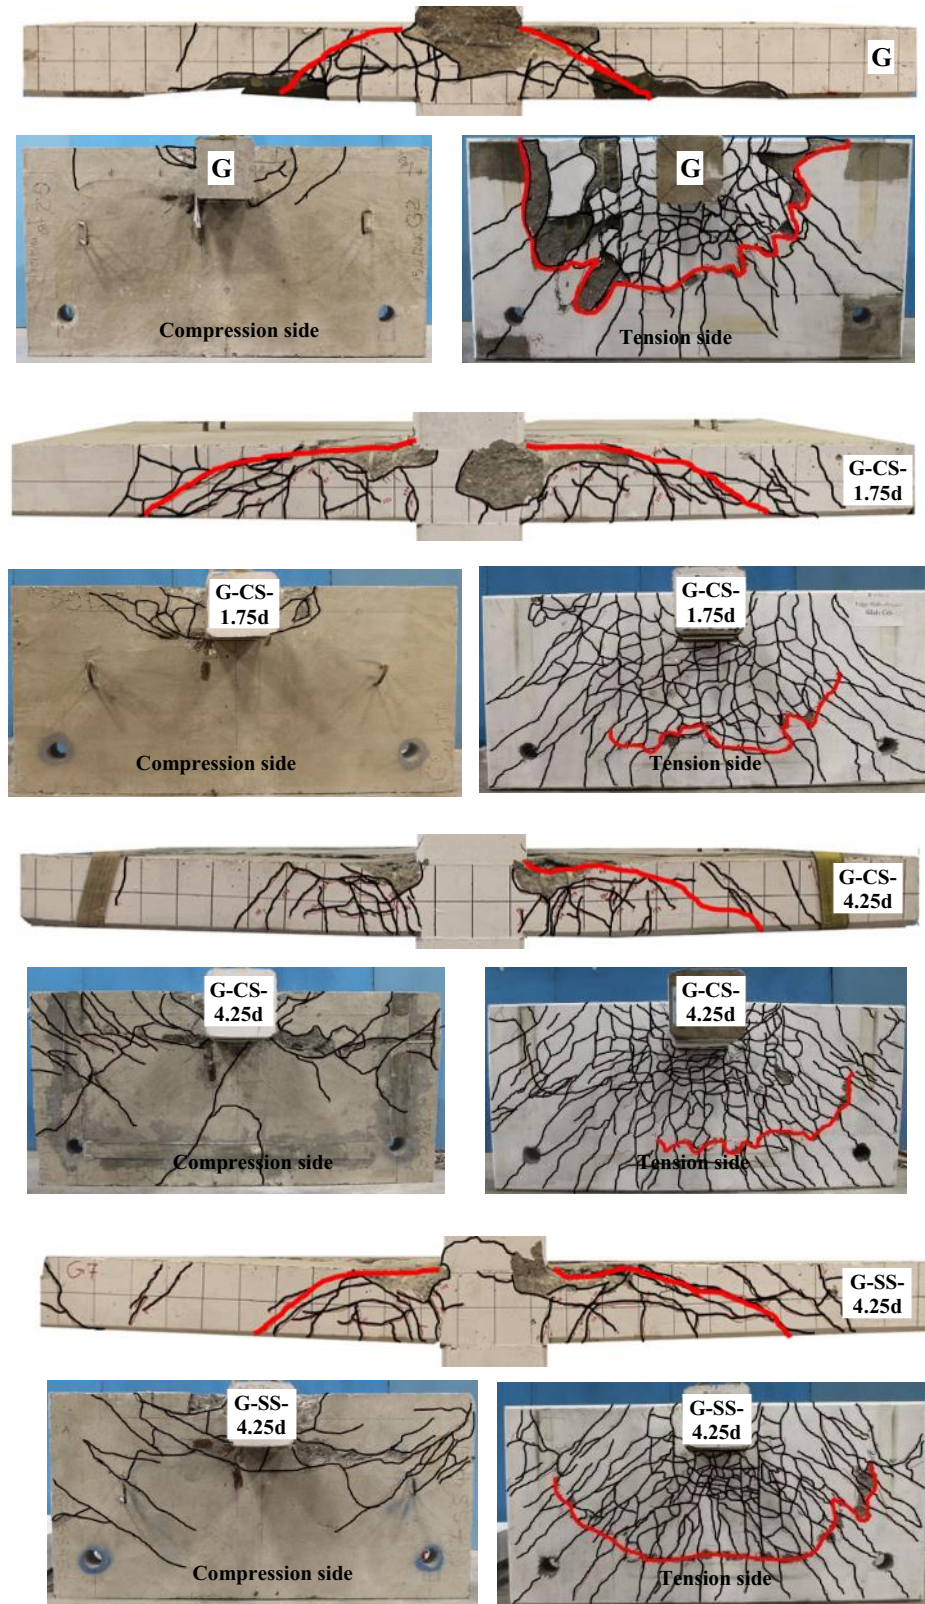 G
G
G
Compression side
Tension side
G-CS-
1.75d
G-CS-
1.75d
G-CS-
1.75d
Compression side
Tension side
G-CS-
4.25d
G-CS-
4.25d
G-CS-
4.25d
Compression side
Tension side
G7
G-SS-
4.25d
G-SS-
4.25d
G-SS-
4.25d
Compression side
Tension side